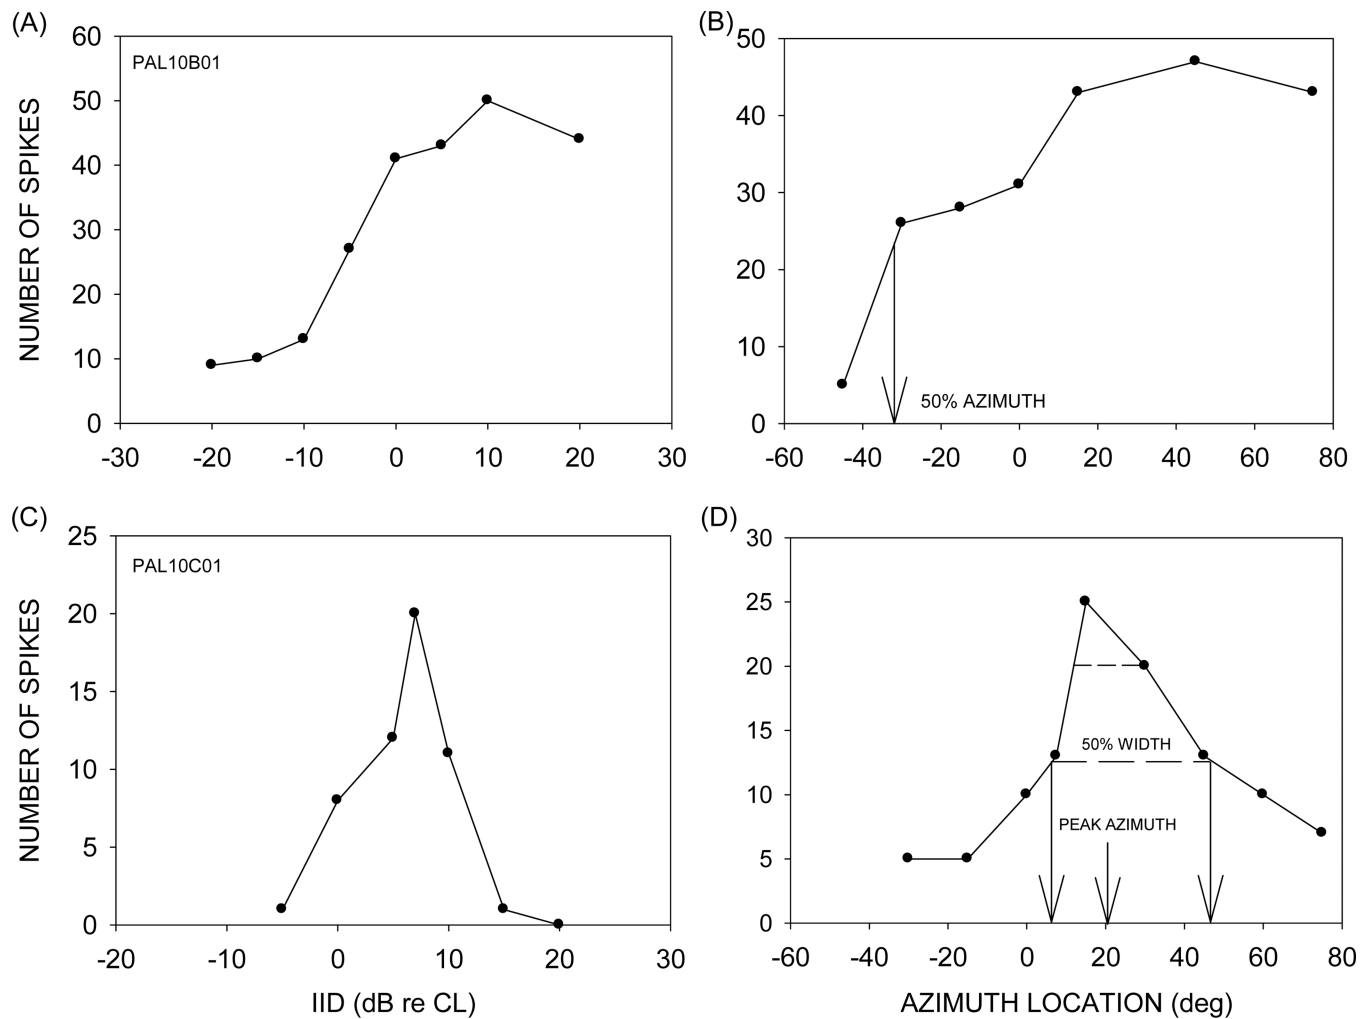 (A)
60
50
40
30
20
10
0
NUMBER OF SPIKES
PAL10B01
-30 -20 -10 0 10 20 30
(B)
50
40
30
20
10
0
50% AZIMUTH
-60 -40 -20 0 20 40 60 80
(C)
25
20
15
10
5
0
NUMBER OF SPIKES
PAL10C01
-20 -10 0 10 20 30
IID (dB re CL)
(D)
30
25
20
15
10
5
0
50% WIDTH
PEAK AZIMUTH
-60 -40 -20 0 20 40 60 80
AZIMUTH LOCATION (deg)